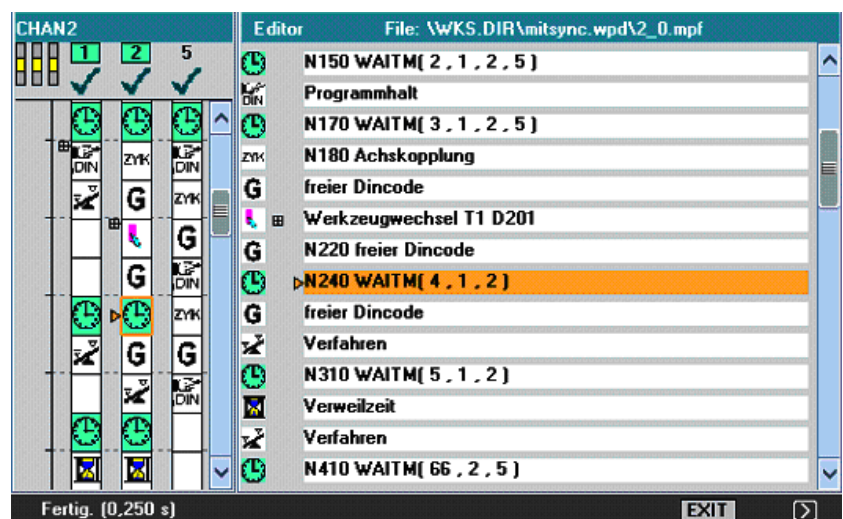 CHAN2
Editor File: \WKS.DIR\mitsync.wpd\2_0.mpf
1 2 5
N150 WAITM( 2 , 1 , 2 , 5 )
DIN Programmhalt
N170 WAITM( 3 , 1 , 2 , 5 )
DIN ZYK DIN
ZYK N180 Achskopplung
G ZYK
G freier Dincode
G
Werkzeugwechsel T1 D201
G DIN
G N220 freier Dincode
ZYK
N240 WAITM( 4 , 1 , 2 )
G G
G freier Dincode
DIN
Verfahren
N310 WAITM( 5 , 1 , 2 )
Verweilzeit
Verfahren
N410 WAITM( 66 , 2 , 5 )
Fertig. (0,250 s) EXIT